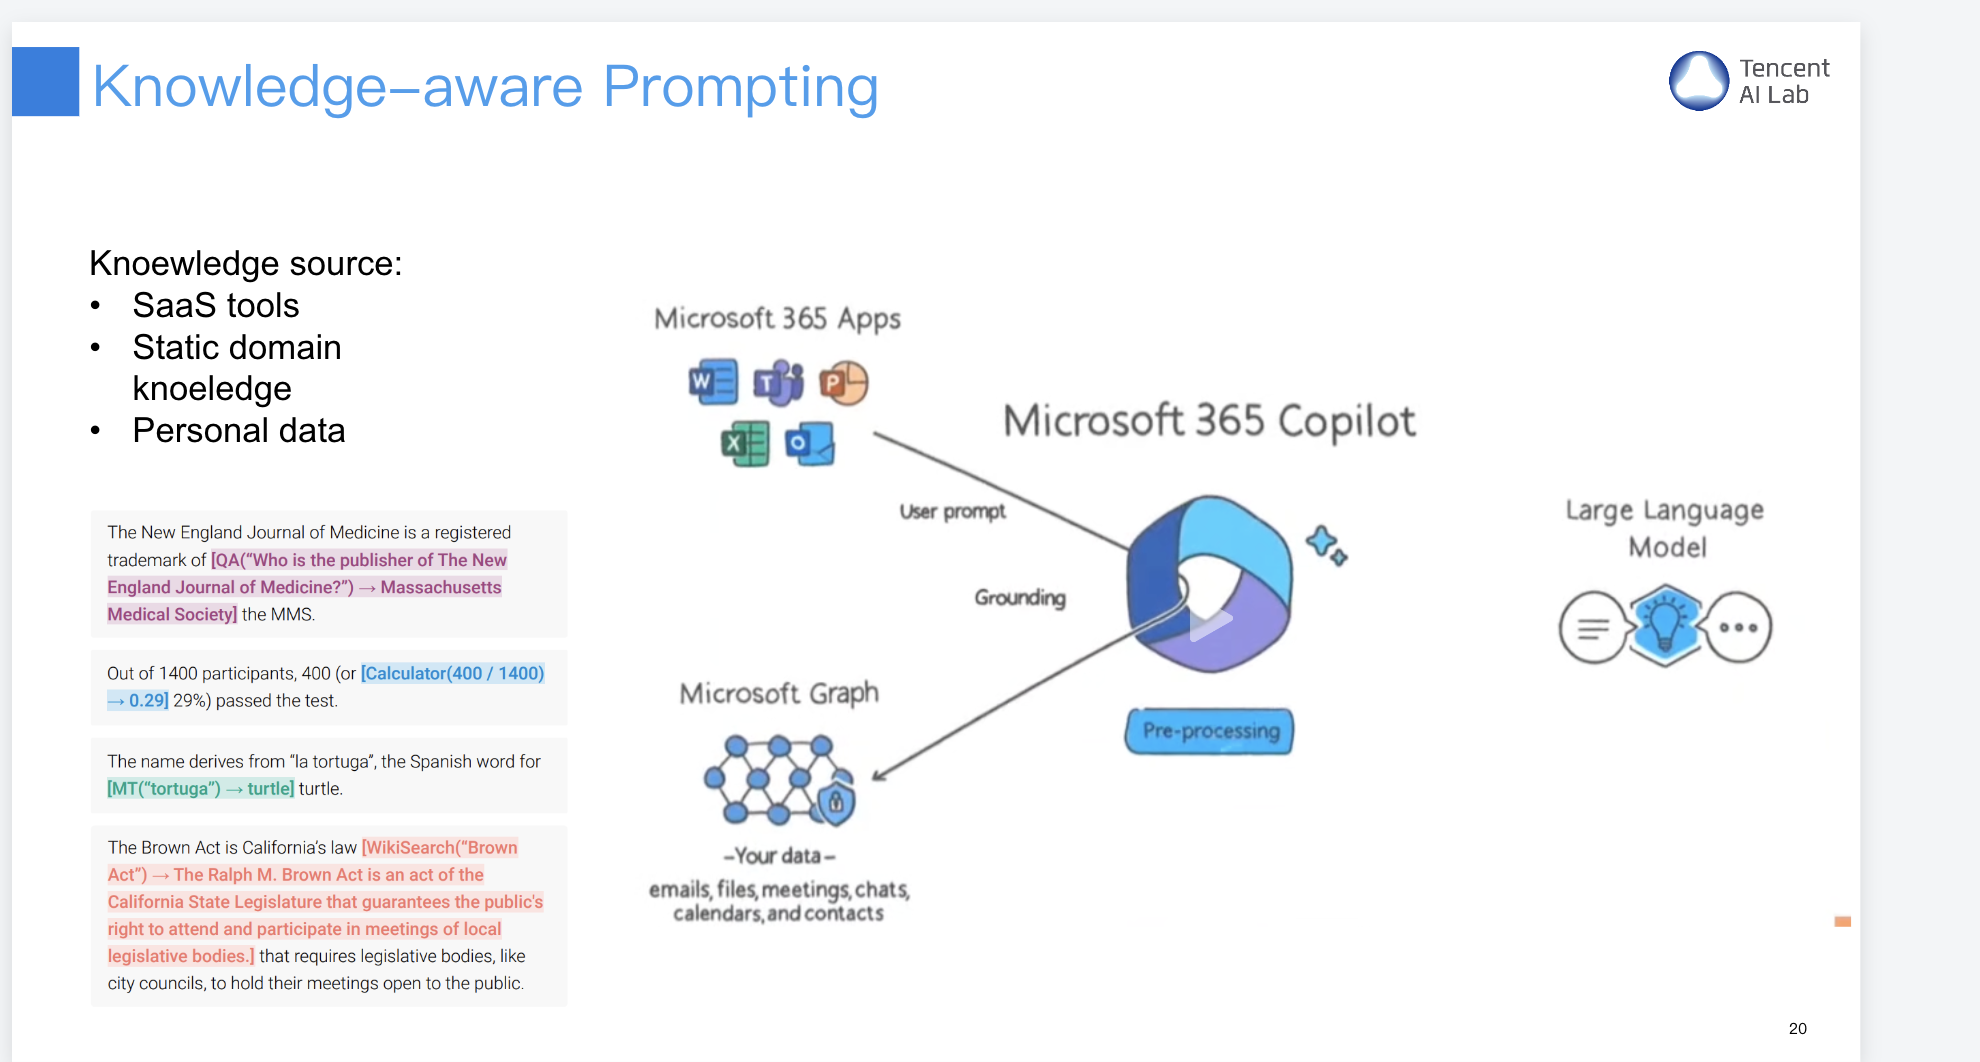 Knowledge–aware Prompting
Tencent
AI Lab
Knoewledge source:
• SaaS tools
• Static domain
knoeledge
• Personal data
The New England Journal of Medicine is a registered
trademark of [QA(“Who is the publisher of The New
England Journal of Medicine?”) → Massachusetts
Medical Society] the MMS.
Out of 1400 participants, 400 (or [Calculator(400 / 1400)
→ 0.29] 29%) passed the test.
The name derives from “la tortuga”, the Spanish word for
[MT(“tortuga”) → turtle] turtle.
The Brown Act is California’s law [WikiSearch(“Brown
Act”) → The Ralph M. Brown Act is an act of the
California State Legislature that guarantees the public's
right to attend and participate in meetings of local
legislative bodies.] that requires legislative bodies, like
city councils, to hold their meetings open to the public.
Microsoft 365 Apps
W
T
P
X
O
User prompt
Microsoft 365 Copilot
Grounding
Pre-processing
Microsoft Graph
–Your data–
emails, files, meetings, chats,
calendars, and contacts
Large Language
Model
20